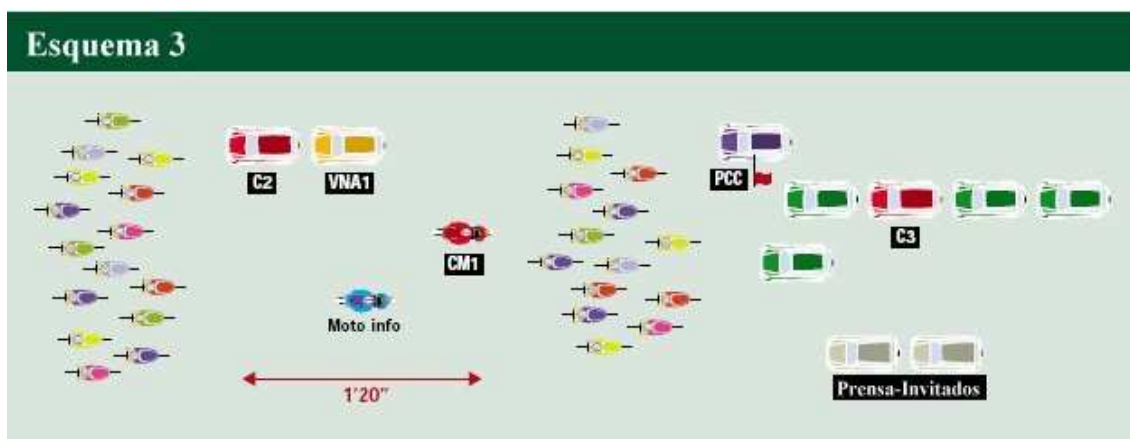 Esquema 3
C2
VNA1
PCC
C3
CM1
Moto info
1'20"
Prensa-Invitados